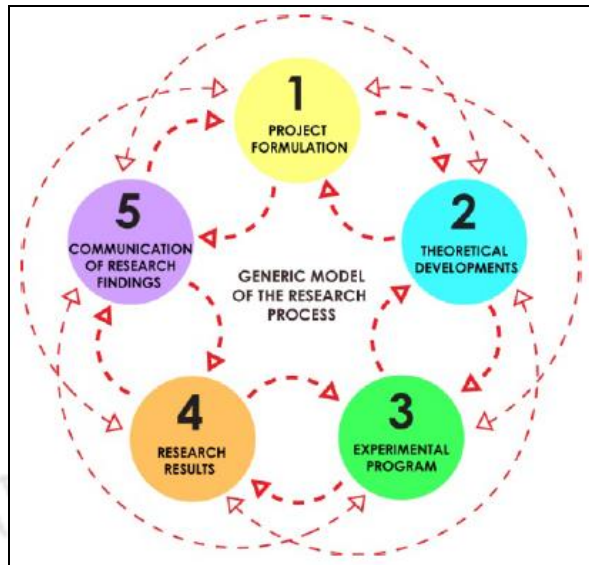 1
PROJECT
FORMULATION
2
THEORETICAL
DEVELOPMENTS
3
EXPERIMENTAL
PROGRAM
4
RESEARCH
RESULTS
5
COMMUNICATION
OF RESEARCH
FINDINGS
GENERIC MODEL
OF THE RESEARCH
PROCESS